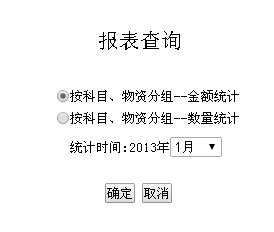 报表查询
按科目、物资分组--金额统计
按科目、物资分组--数量统计
统计时间:2013年 1月
确定 取消